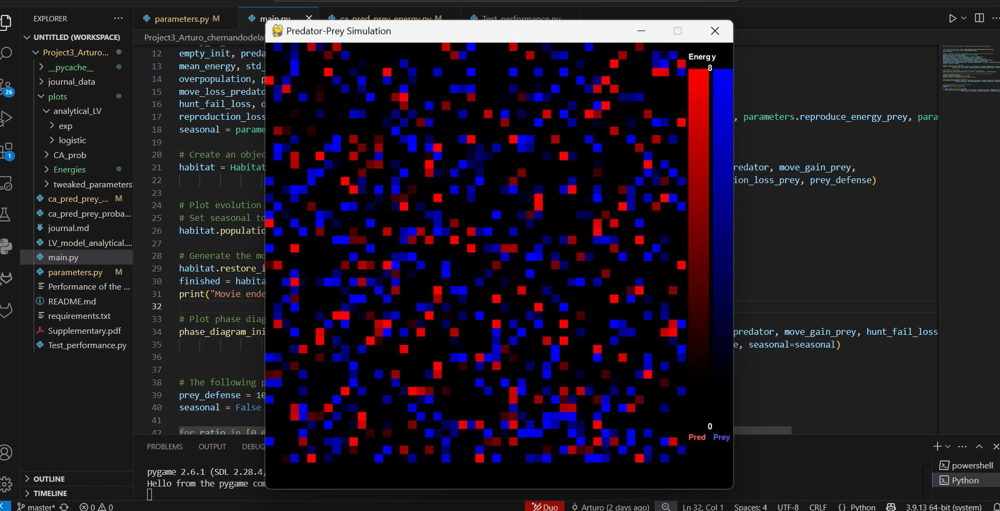 EXPLORER
UNTITLED (WORKSPACE)
Project3_Arturo...
__pycache__
journal_data
plots
analytical_LV
exp
logistic
CA_prob
Energies
tweaked_parameters
ca_pred_prey_... M
ca_pred_prey_proba...
journal.md
LV_model_analytical....
main.py
parameters.py M
Performance of the ...
README.md
requirements.txt
Supplementary.pdf
Test_performance.py
OUTLINE
TIMELINE
26
1
parameters.py M
main.py
ca_pred_prey_energy.py M
Test_performance.py
Project3_Arturo_chernandodela
12 empty_init, preda
13 mean_energy, std_
14 overpopulation, p
15 move_loss_predato
16 hunt_fail_loss, 
17 reproduction_loss
18 seasonal = parame
19
20 # Create an objec
21 habitat = Habitat
22
23
24 # Plot evolution
25 # Set seasonal to
26 habitat.populatio
27
28 # Generate the mo
29 habitat.restore_i
30 finished = habita
31 print("Movie ende
32
33 # Plot phase diag
34 phase_diagram_ini
35
36
37
38 # The following p
39 prey_defense = 10
40 seasonal = False
41
42 for ratio in [0.0
, parameters.reproduce_energy_prey, para
redator, move_gain_prey,
ion_loss_prey, prey_defense)
predator, move_gain_prey, hunt_fail_loss
e, seasonal=seasonal)
Predator-Prey Simulation
Energy
8
0
Pred Prey
PROBLEMS OUTPUT DEBUG
pygame 2.6.1 (SDL 2.28.4,
Hello from the pygame com
powershell
Python
master* 0 0 Duo Arturo (2 days ago) Ln 32, Col 1 Spaces: 4 UTF-8 CRLF {} Python 3.9.13 64-bit (system)